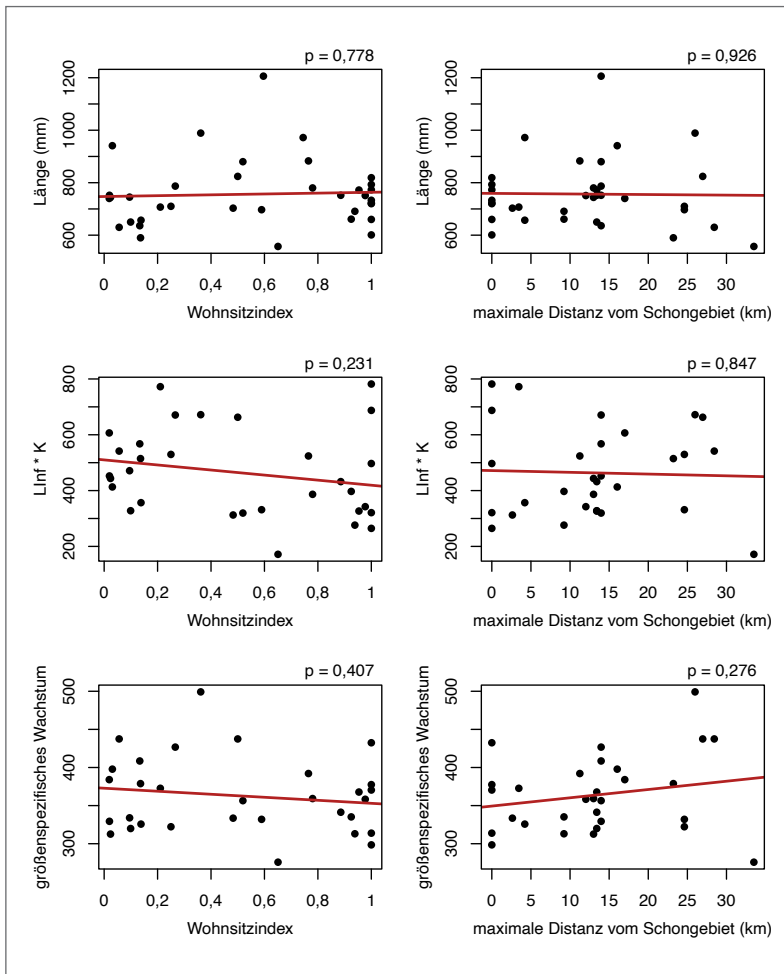 p = 0,778
Länge (mm)
1200
1000
800
600
0 0,2 0,4 0,6 0,8 1
Wohnsitzindex
p = 0,926
Länge (mm)
1200
1000
800
600
0 5 10 15 20 25 30
maximale Distanz vom Schongebiet (km)
p = 0,231
LInf * K
800
600
400
200
0 0,2 0,4 0,6 0,8 1
Wohnsitzindex
p = 0,847
LInf * K
800
600
400
200
0 5 10 15 20 25 30
maximale Distanz vom Schongebiet (km)
p = 0,407
größenspezifisches Wachstum
500
400
300
0 0,2 0,4 0,6 0,8 1
Wohnsitzindex
p = 0,276
größenspezifisches Wachstum
500
400
300
0 5 10 15 20 25 30
maximale Distanz vom Schongebiet (km)